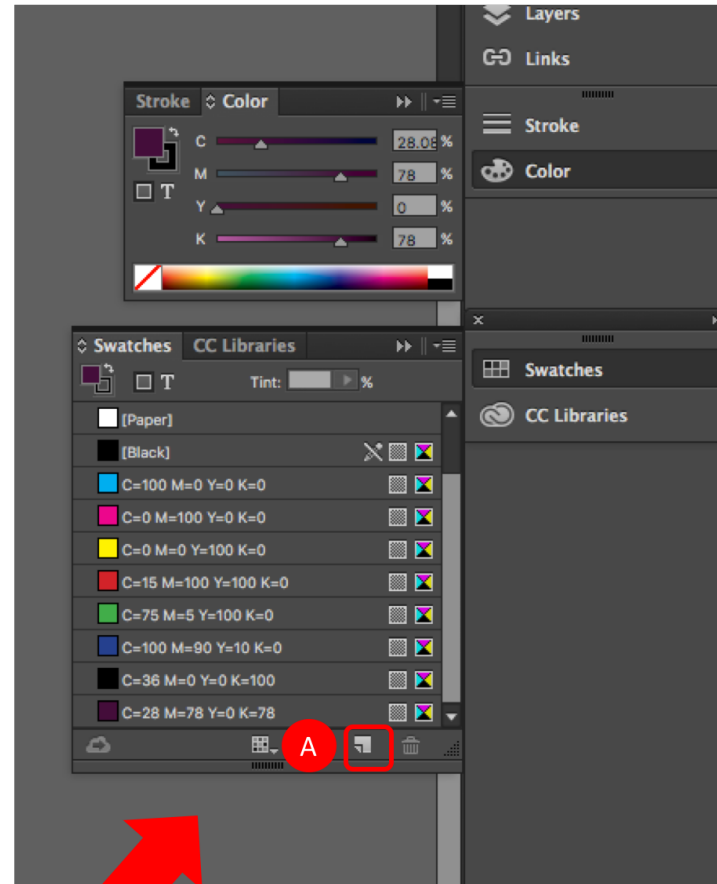 Layers
Links
Stroke
Color
Stroke Color
C 28.08 %
M 78 %
Y 0 %
K 78 %
Swatches CC Libraries
T Tint: %
[Paper]
[Black]
C=100 M=0 Y=0 K=0
C=0 M=100 Y=0 K=0
C=0 M=0 Y=100 K=0
C=15 M=100 Y=100 K=0
C=75 M=5 Y=100 K=0
C=100 M=90 Y=10 K=0
C=36 M=0 Y=0 K=100
C=28 M=78 Y=0 K=78
A
Swatches
CC Libraries